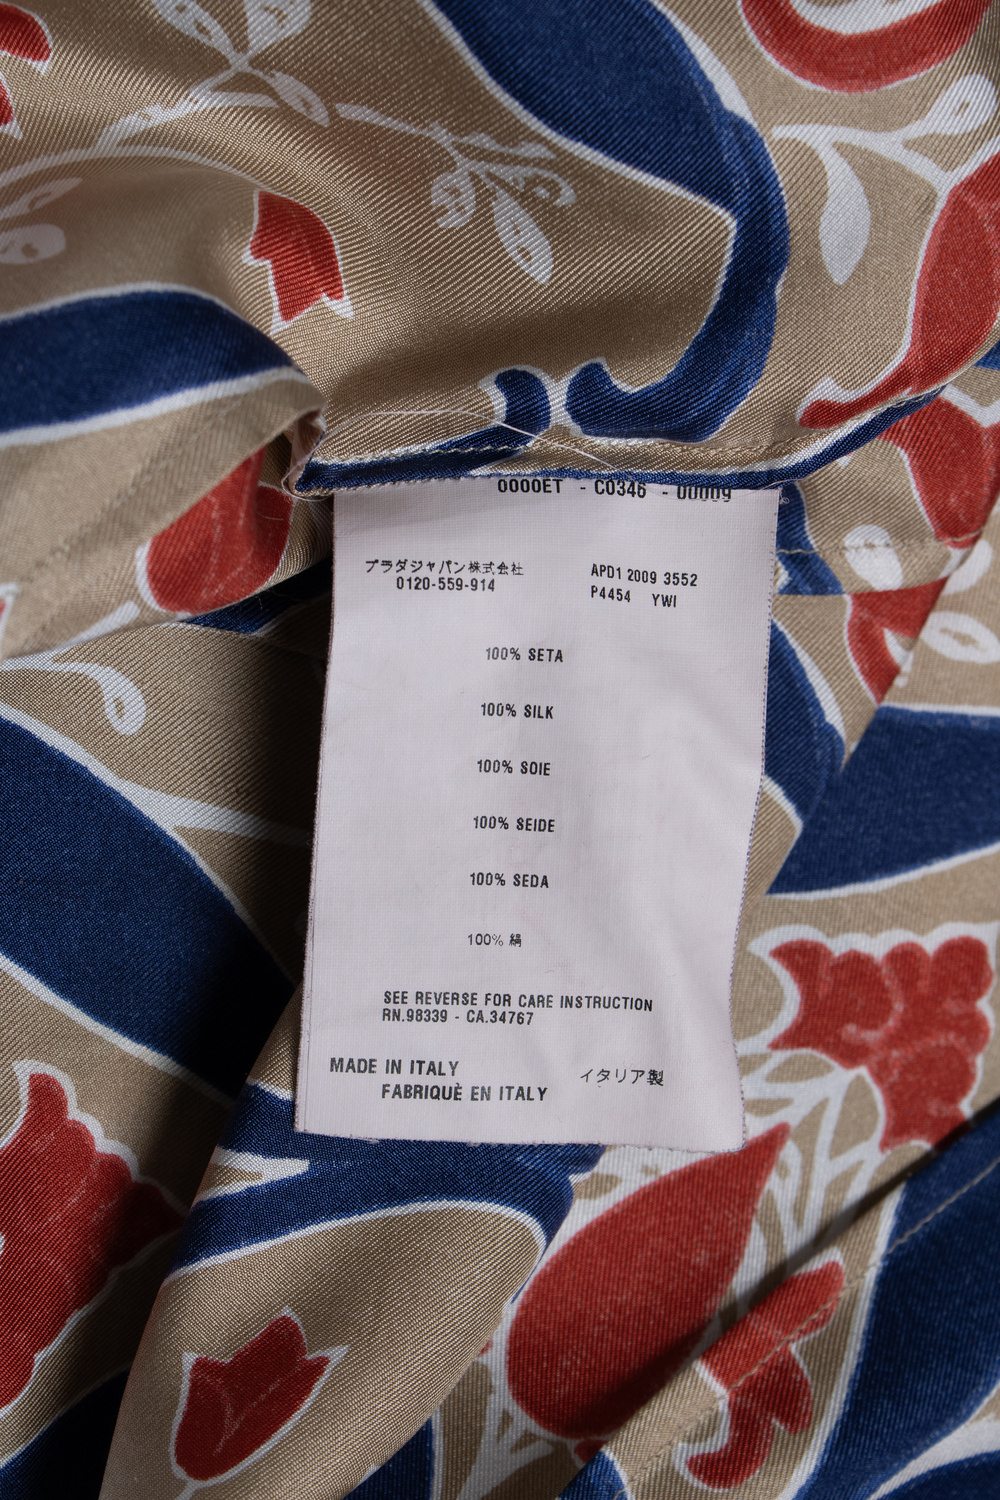 0000ET - C0346 - 00009
プラダジャパン株式会社
0120-559-914
APD1 2009 3552
P4454 YWI
100% SETA
100% SILK
100% SOIE
100% SEIDE
100% SEDA
100% 絹
SEE REVERSE FOR CARE INSTRUCTION
RN.98339 - CA.34767
MADE IN ITALY
FABRIQUÈ EN ITALY
イタリア製